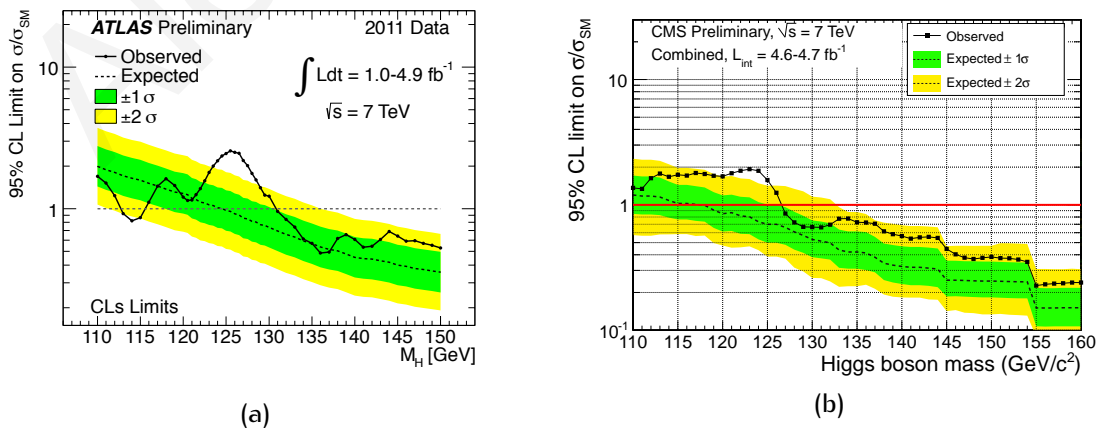 ATLAS Preliminary 2011 Data
Observed
Expected
±1 σ
±2 σ
∫ Ldt = 1.0-4.9 fb⁻¹
√s = 7 TeV
95% CL Limit on σ/σSM
10
1
CLs Limits
110 115 120 125 130 135 140 145 150
MH [GeV]
(a)
CMS Preliminary, √s = 7 TeV
Combined, Lint = 4.6-4.7 fb⁻¹
Observed
Expected ± 1σ
Expected ± 2σ
95% CL limit on σ/σSM
10
1
10⁻¹
110 115 120 125 130 135 140 145 150 155 160
Higgs boson mass (GeV/c²)
(b)